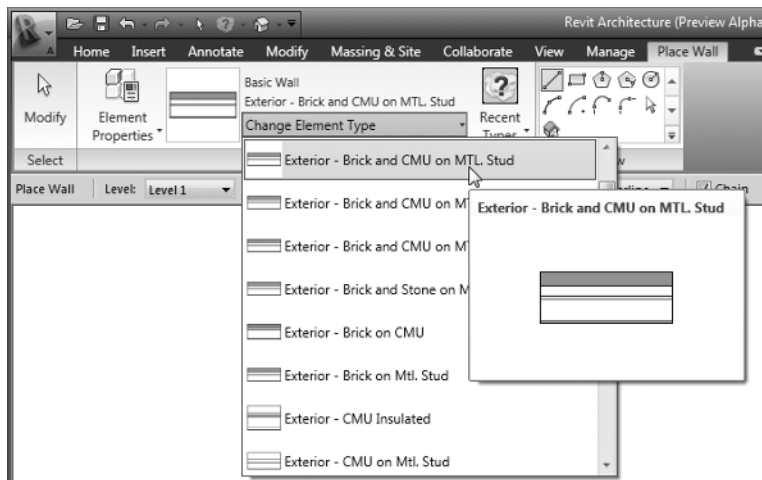 Revit Architecture (Preview Alpha
Home Insert Annotate Modify Massing & Site Collaborate View Manage Place Wall
Modify
Element
Properties
Basic Wall
Exterior - Brick and CMU on MTL. Stud
Change Element Type
Recent
Types
Select
Place Wall Level: Level 1
Chain
Exterior - Brick and CMU on MTL. Stud
Exterior - Brick and CMU on MT
Exterior - Brick and CMU on MT
Exterior - Brick and Stone on M
Exterior - Brick on CMU
Exterior - Brick on Mtl. Stud
Exterior - CMU Insulated
Exterior - CMU on Mtl. Stud
Exterior - Brick and CMU on MTL. Stud